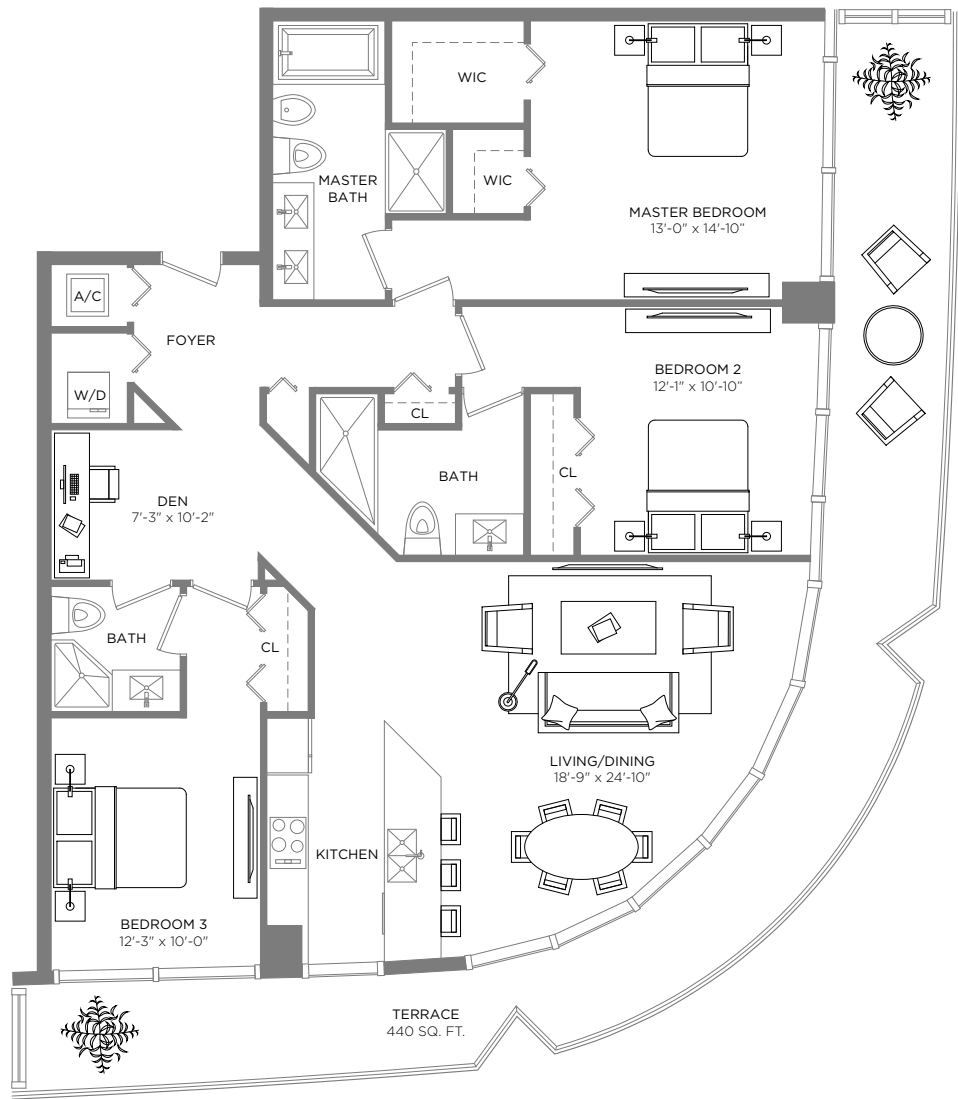 WIC
WIC
MASTER
BATH
MASTER BEDROOM
13'-0" x 14'-10"
A/C
FOYER
W/D
BEDROOM 2
12'-1" x 10'-10"
CL
BATH
CL
DEN
7'-3" x 10'-2"
BATH
CL
LIVING/DINING
18'-9" x 24'-10"
KITCHEN
BEDROOM 3
12'-3" x 10'-0"
TERRACE
440 SQ. FT.